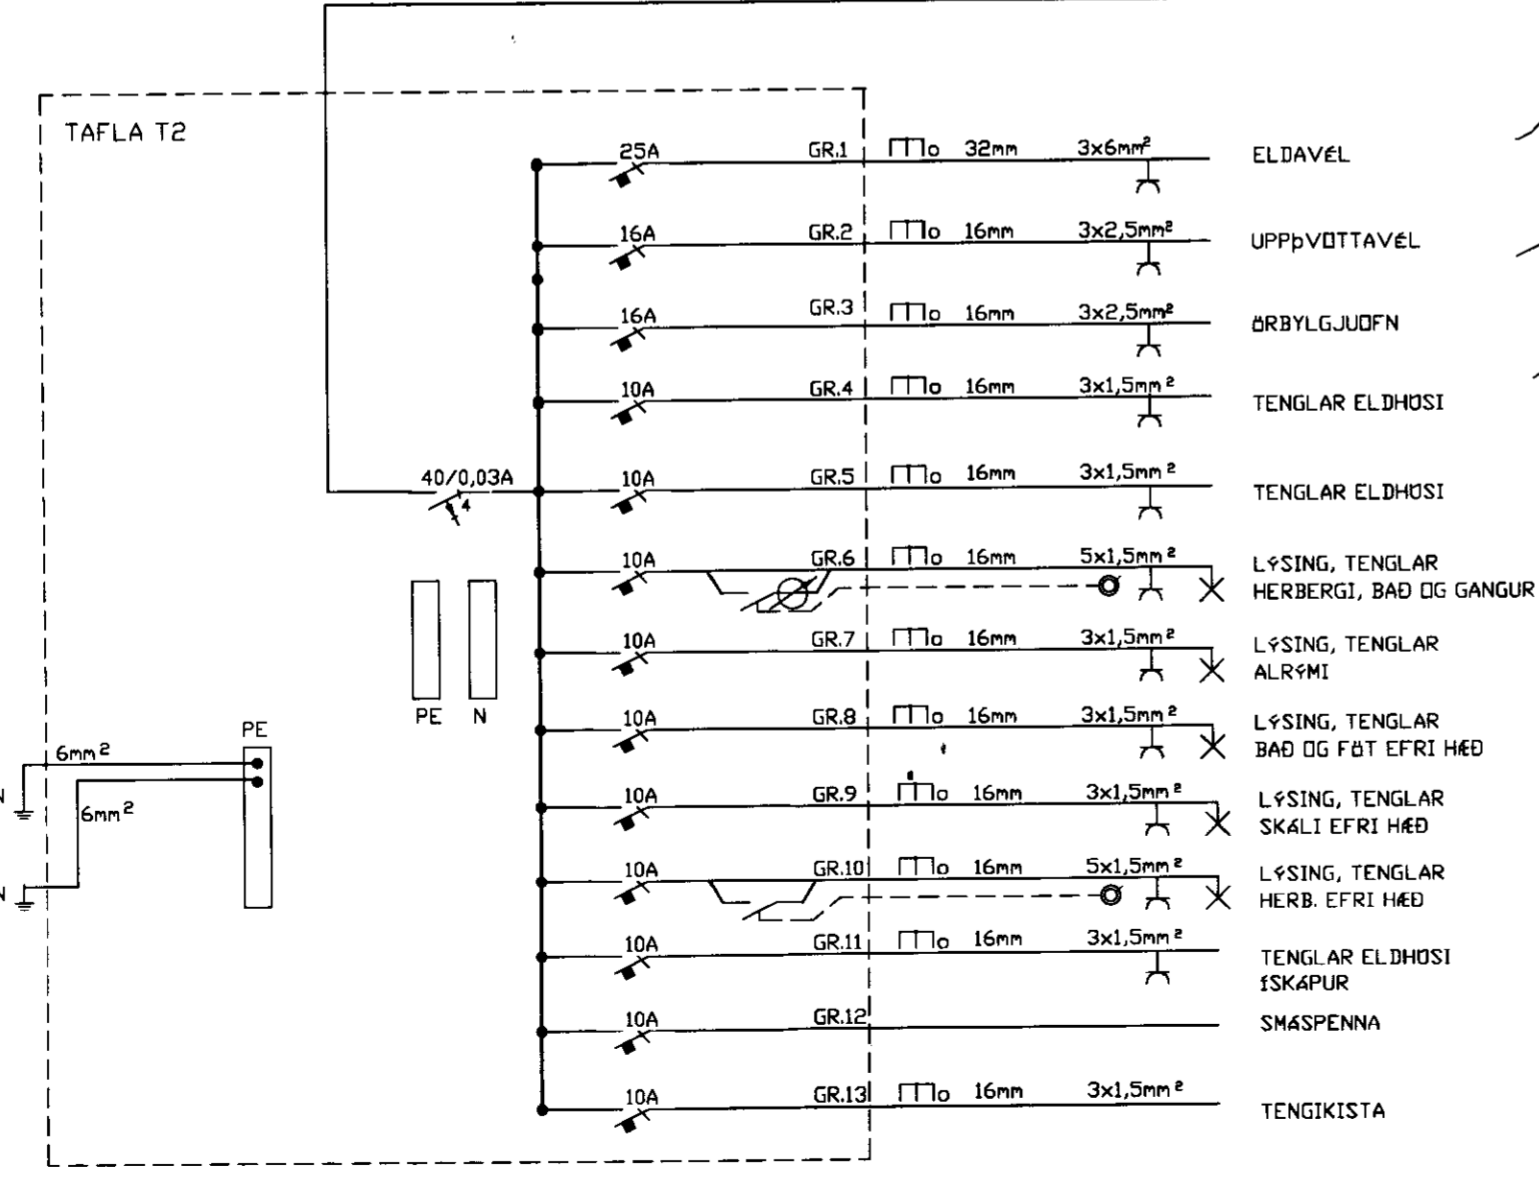 TAFLA T2
25A GR.1 32mm 3x6mm² ELDAVÉL
16A GR.2 16mm 3x2,5mm² UPPÞVOTTAVÉL
16A GR.3 16mm 3x2,5mm² ÖRBYLGJUOFN
10A GR.4 16mm 3x1,5mm² TENGLAR ELDHÚSI
40/0,03A
4
10A GR.5 16mm 3x1,5mm² TENGLAR ELDHÚSI
10A GR.6 16mm 5x1,5mm² LÝSING, TENGLAR
HERBERGI, BAÐ OG GANGUR
10A GR.7 16mm 3x1,5mm² LÝSING, TENGLAR
ALRÝMI
PE N
10A GR.8 16mm 3x1,5mm² LÝSING, TENGLAR
BAÐ OG FÖT EFRI HÆÐ
PE
6mm²
N
6mm²
N
10A GR.9 16mm 3x1,5mm² LÝSING, TENGLAR
SKÁLI EFRI HÆÐ
10A GR.10 16mm 5x1,5mm² LÝSING, TENGLAR
HERB. EFRI HÆÐ
10A GR.11 16mm 3x1,5mm² TENGLAR ELDHÚSI
ÍSKÁPUR
10A GR.12 SMÁSPENNA
10A GR.13 16mm 3x1,5mm² TENGIKISTA